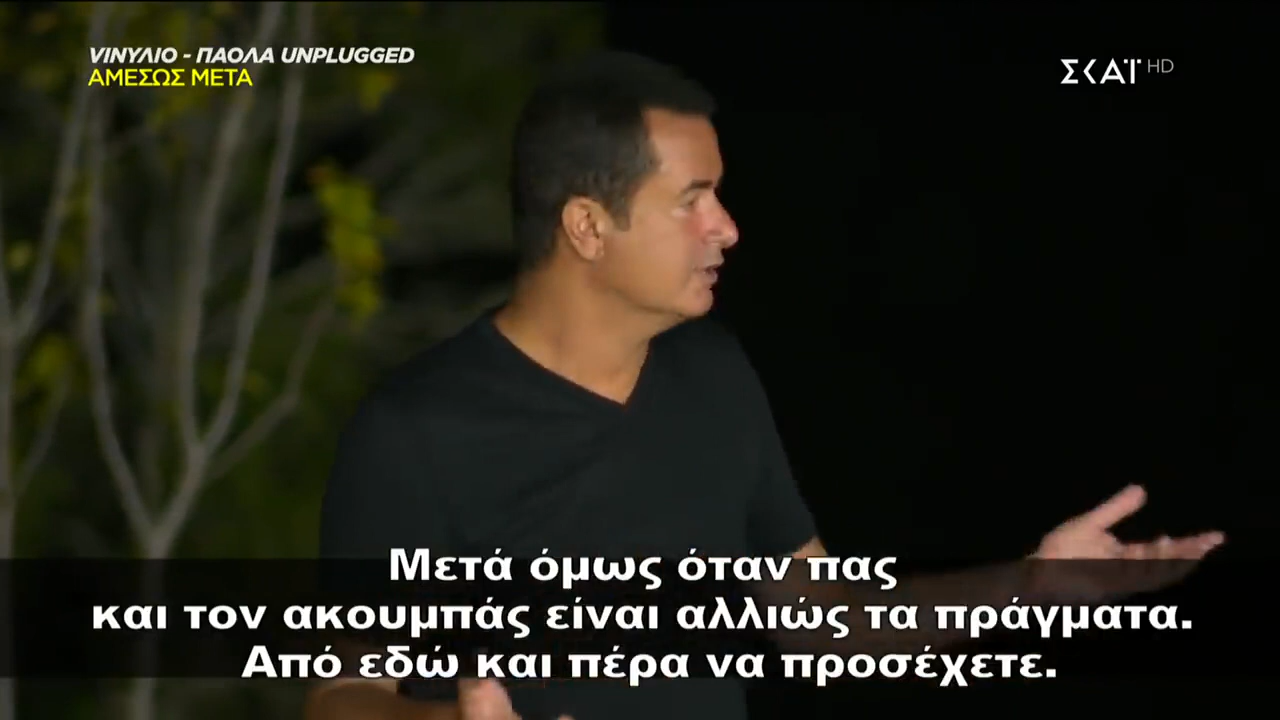 VINYΛΙΟ - ΠΑΟΛΑ UNPLUGGED
ΑΜΕΣΩΣ ΜΕΤΑ
ΣΚΑΪ HD
Μετά όμως όταν πας
και τον ακουμπάς είναι αλλιώς τα πράγματα.
Από εδώ και πέρα να προσέχετε.